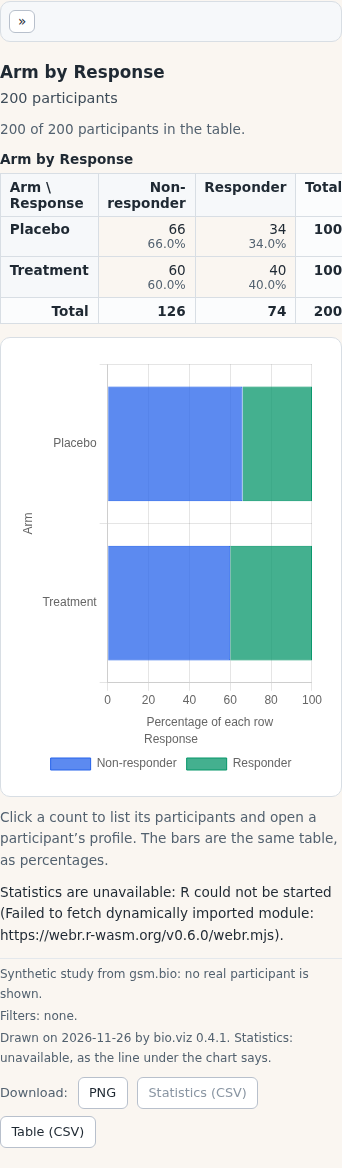 »
Arm by Response
200 participants
200 of 200 participants in the table.
Arm by Response
Arm \ Response Non-responder Responder Total
Placebo 66 34 100
66.0% 34.0%
Treatment 60 40 100
60.0% 40.0%
Total 126 74 200
Placebo
Arm
Treatment
0 20 40 60 80 100
Percentage of each row
Response
Non-responder Responder
Click a count to list its participants and open a
participant’s profile. The bars are the same table,
as percentages.
Statistics are unavailable: R could not be started
(Failed to fetch dynamically imported module:
https://webr.r-wasm.org/v0.6.0/webr.mjs).
Synthetic study from gsm.bio: no real participant is
shown.
Filters: none.
Drawn on 2026-11-26 by bio.viz 0.4.1. Statistics:
unavailable, as the line under the chart says.
Download: PNG Statistics (CSV)
Table (CSV)